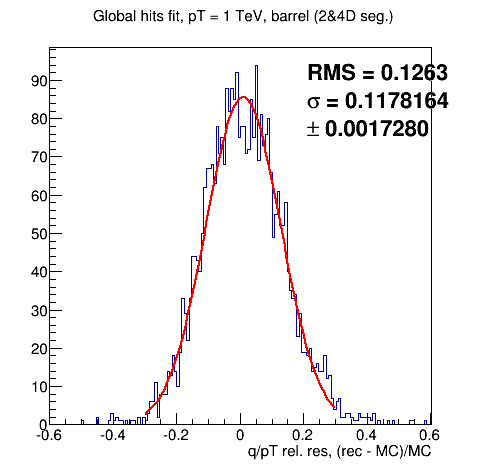 Global hits fit, pT = 1 TeV, barrel (2&4D seg.)
RMS = 0.1263
σ = 0.1178164
± 0.0017280
90
80
70
60
50
40
30
20
10
0
-0.6 -0.4 -0.2 0 0.2 0.4 0.6
q/pT rel. res, (rec - MC)/MC